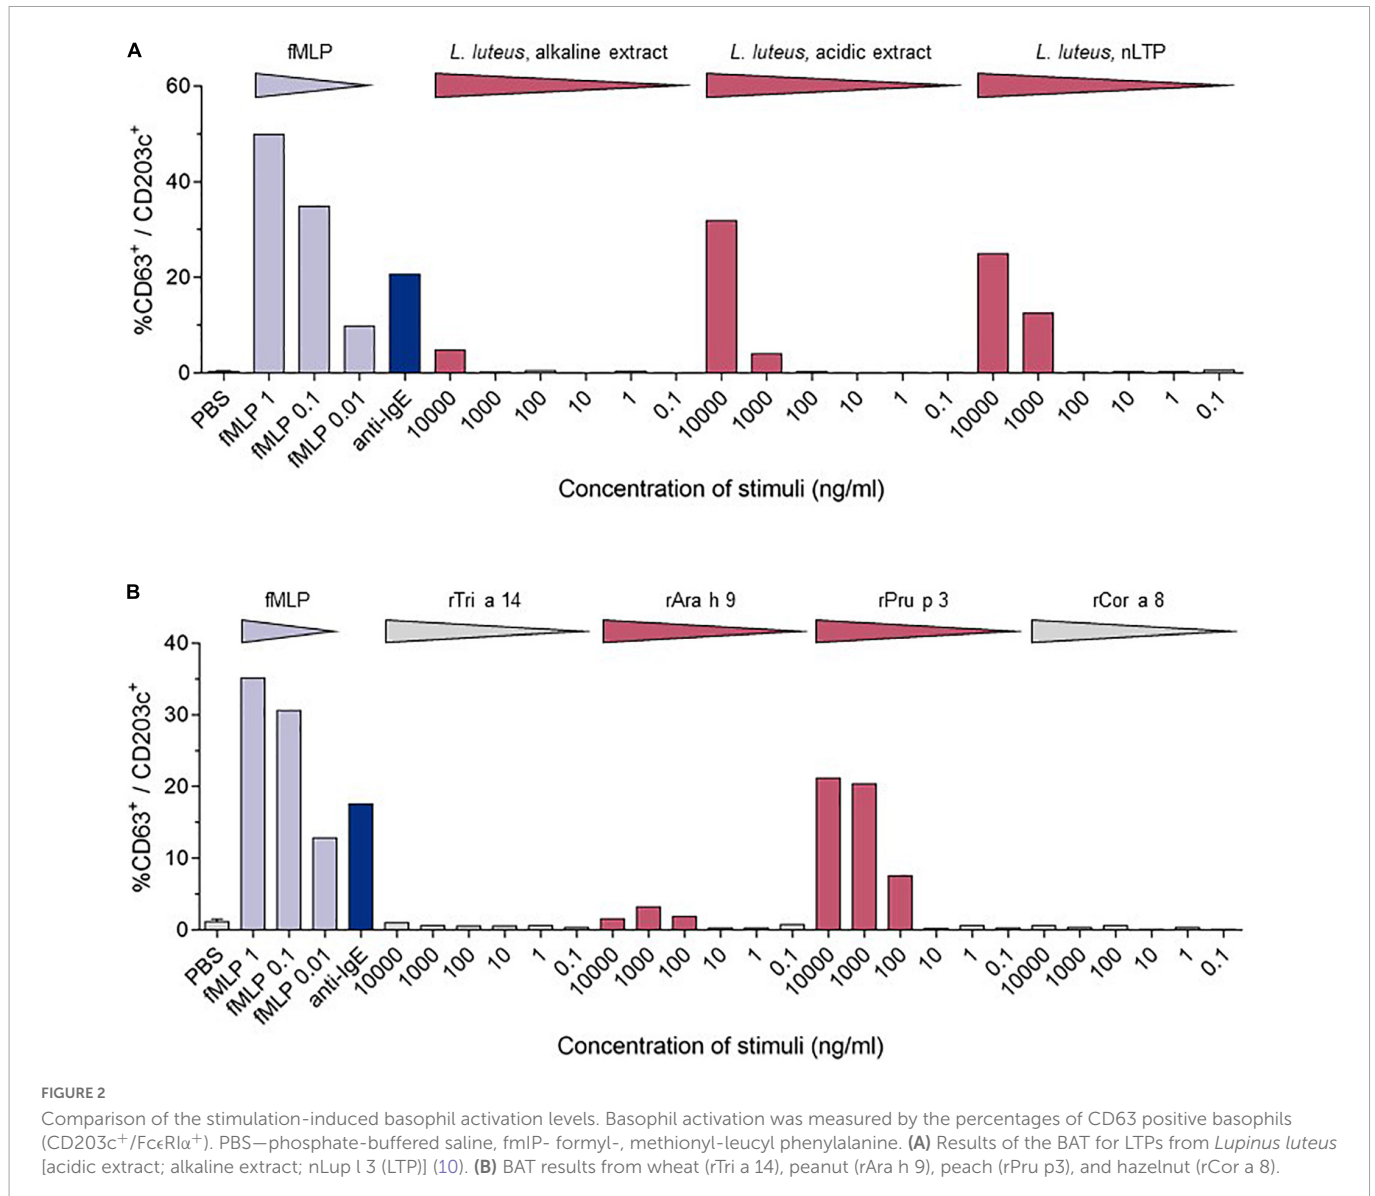 A
fMLP
L. luteus, alkaline extract
L. luteus, acidic extract
L. luteus, nLTP
%CD63+ / CD203c+
60
40
20
0
PBS
fMLP 1
fMLP 0.1
fMLP 0.01
anti-IgE
10000
1000
100
10
1
0.1
10000
1000
100
10
1
0.1
10000
1000
100
10
1
0.1
Concentration of stimuli (ng/ml)
B
fMLP
rTri a 14
rAra h 9
rPru p 3
rCor a 8
%CD63+ / CD203c+
40
30
20
10
0
PBS
fMLP 1
fMLP 0.1
fMLP 0.01
anti-IgE
10000
1000
100
10
1
0.1
10000
1000
100
10
1
0.1
10000
1000
100
10
1
0.1
10000
1000
100
10
1
0.1
Concentration of stimuli (ng/ml)
FIGURE 2
Comparison of the stimulation-induced basophil activation levels. Basophil activation was measured by the percentages of CD63 positive basophils
(CD203c+/FcϵRIα+). PBS—phosphate-buffered saline, fmIP- formyl-, methionyl-leucyl phenylalanine. (A) Results of the BAT for LTPs from Lupinus luteus
[acidic extract; alkaline extract; nLup l 3 (LTP)] (10). (B) BAT results from wheat (rTri a 14), peanut (rAra h 9), peach (rPru p3), and hazelnut (rCor a 8).